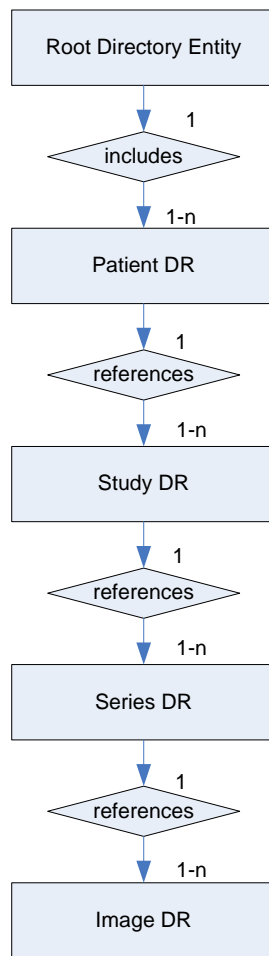 Root Directory Entity
1
includes
1-n
Patient DR
1
references
1-n
Study DR
1
references
1-n
Series DR
1
references
1-n
Image DR